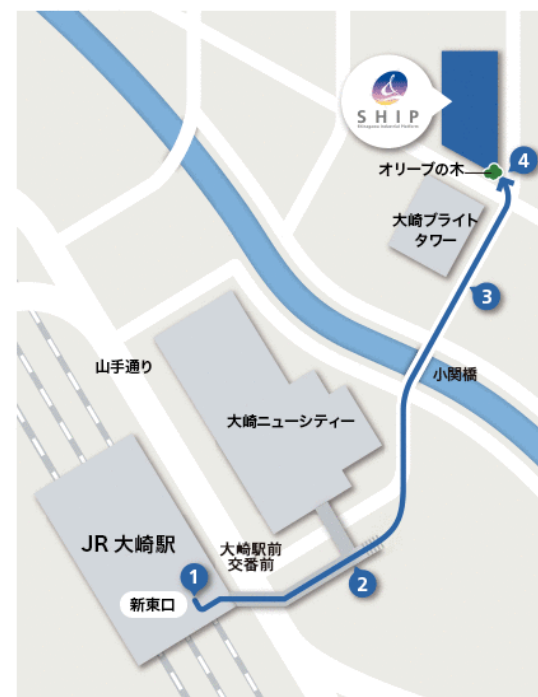 SHIP
Shinagawa Industrial Platform
4
オリーブの木
大崎ブライト
タワー
3
小関橋
山手通り
大崎ニューシティー
JR 大崎駅
大崎駅前
交番前
1
新東口
2